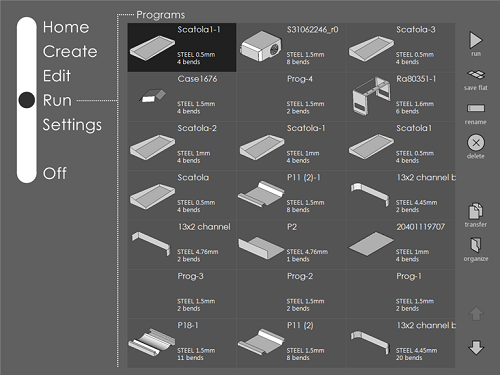 Home
Create
Edit
Run
Settings
Off
Programs
Scatola1-1
STEEL 0.5mm
4 bends
S31062246_r0
STEEL 1.5mm
8 bends
Scatola-3
STEEL 0.5mm
4 bends
Case1676
STEEL 1.5mm
2 bends
Prog-4
STEEL 1.5mm
2 bends
Ra80351-1
STEEL 1.6mm
6 bends
Scatola-2
STEEL 1mm
4 bends
Scatola-1
STEEL 1mm
4 bends
Scatola1
STEEL 0.5mm
4 bends
Scatola
STEEL 0.5mm
4 bends
P11 (2)-1
STEEL 1.5mm
8 bends
13x2 channel b
STEEL 4.45mm
2 bends
13x2 channel
STEEL 4.76mm
2 bends
P2
STEEL 4.76mm
1 bends
20401119707
STEEL 1mm
4 bends
Prog-3
STEEL 1.5mm
2 bends
Prog-2
STEEL 1.5mm
2 bends
Prog-1
STEEL 1.5mm
2 bends
P18-1
STEEL 1.5mm
11 bends
P11 (2)
STEEL 1.5mm
8 bends
13x2 channel b
STEEL 4.45mm
20 bends
run
save flat
rename
delete
transfer
organize